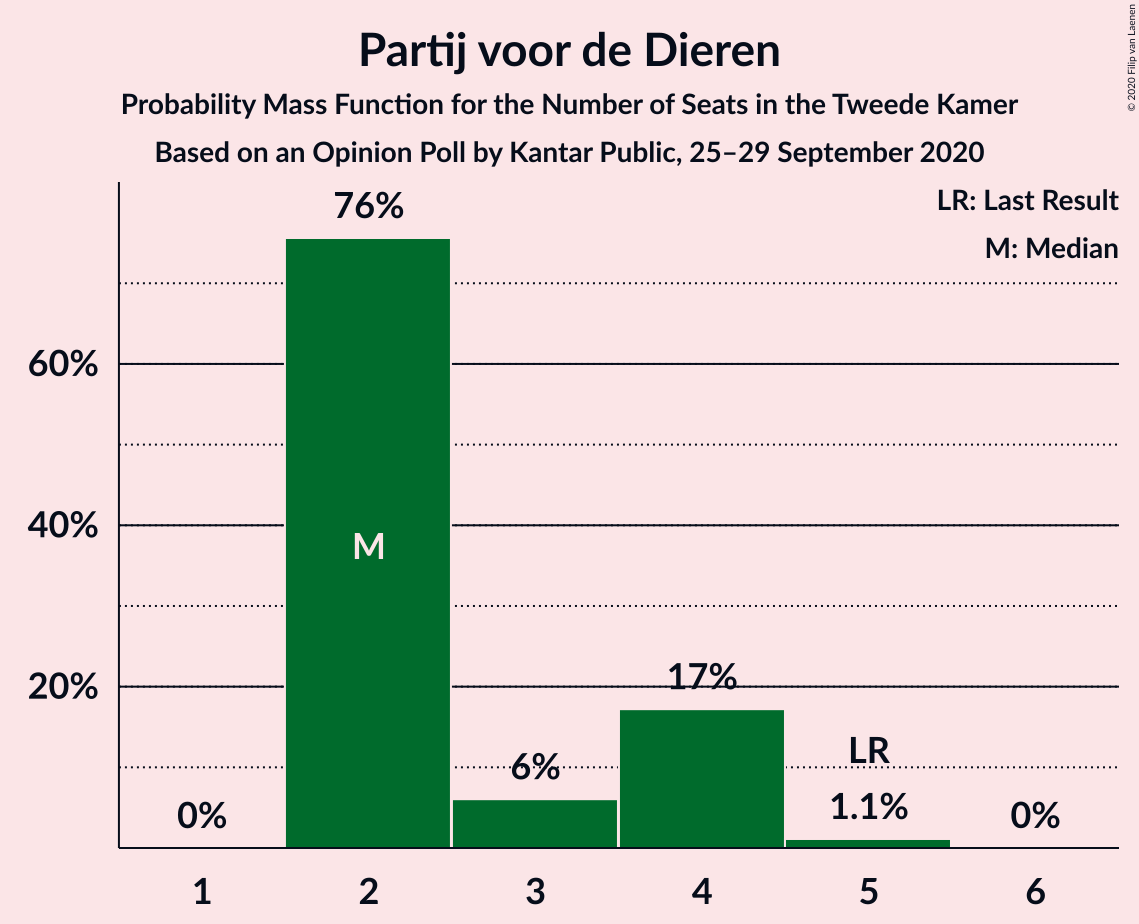 Partij voor de Dieren
Probability Mass Function for the Number of Seats in the Tweede Kamer
Based on an Opinion Poll by Kantar Public, 25–29 September 2020
© 2020 Filip van Laenen
LR: Last Result
M: Median
76%
60%
40%
M
20%
17%
6%
LR
0%
1.1%
0%
1 2 3 4 5 6